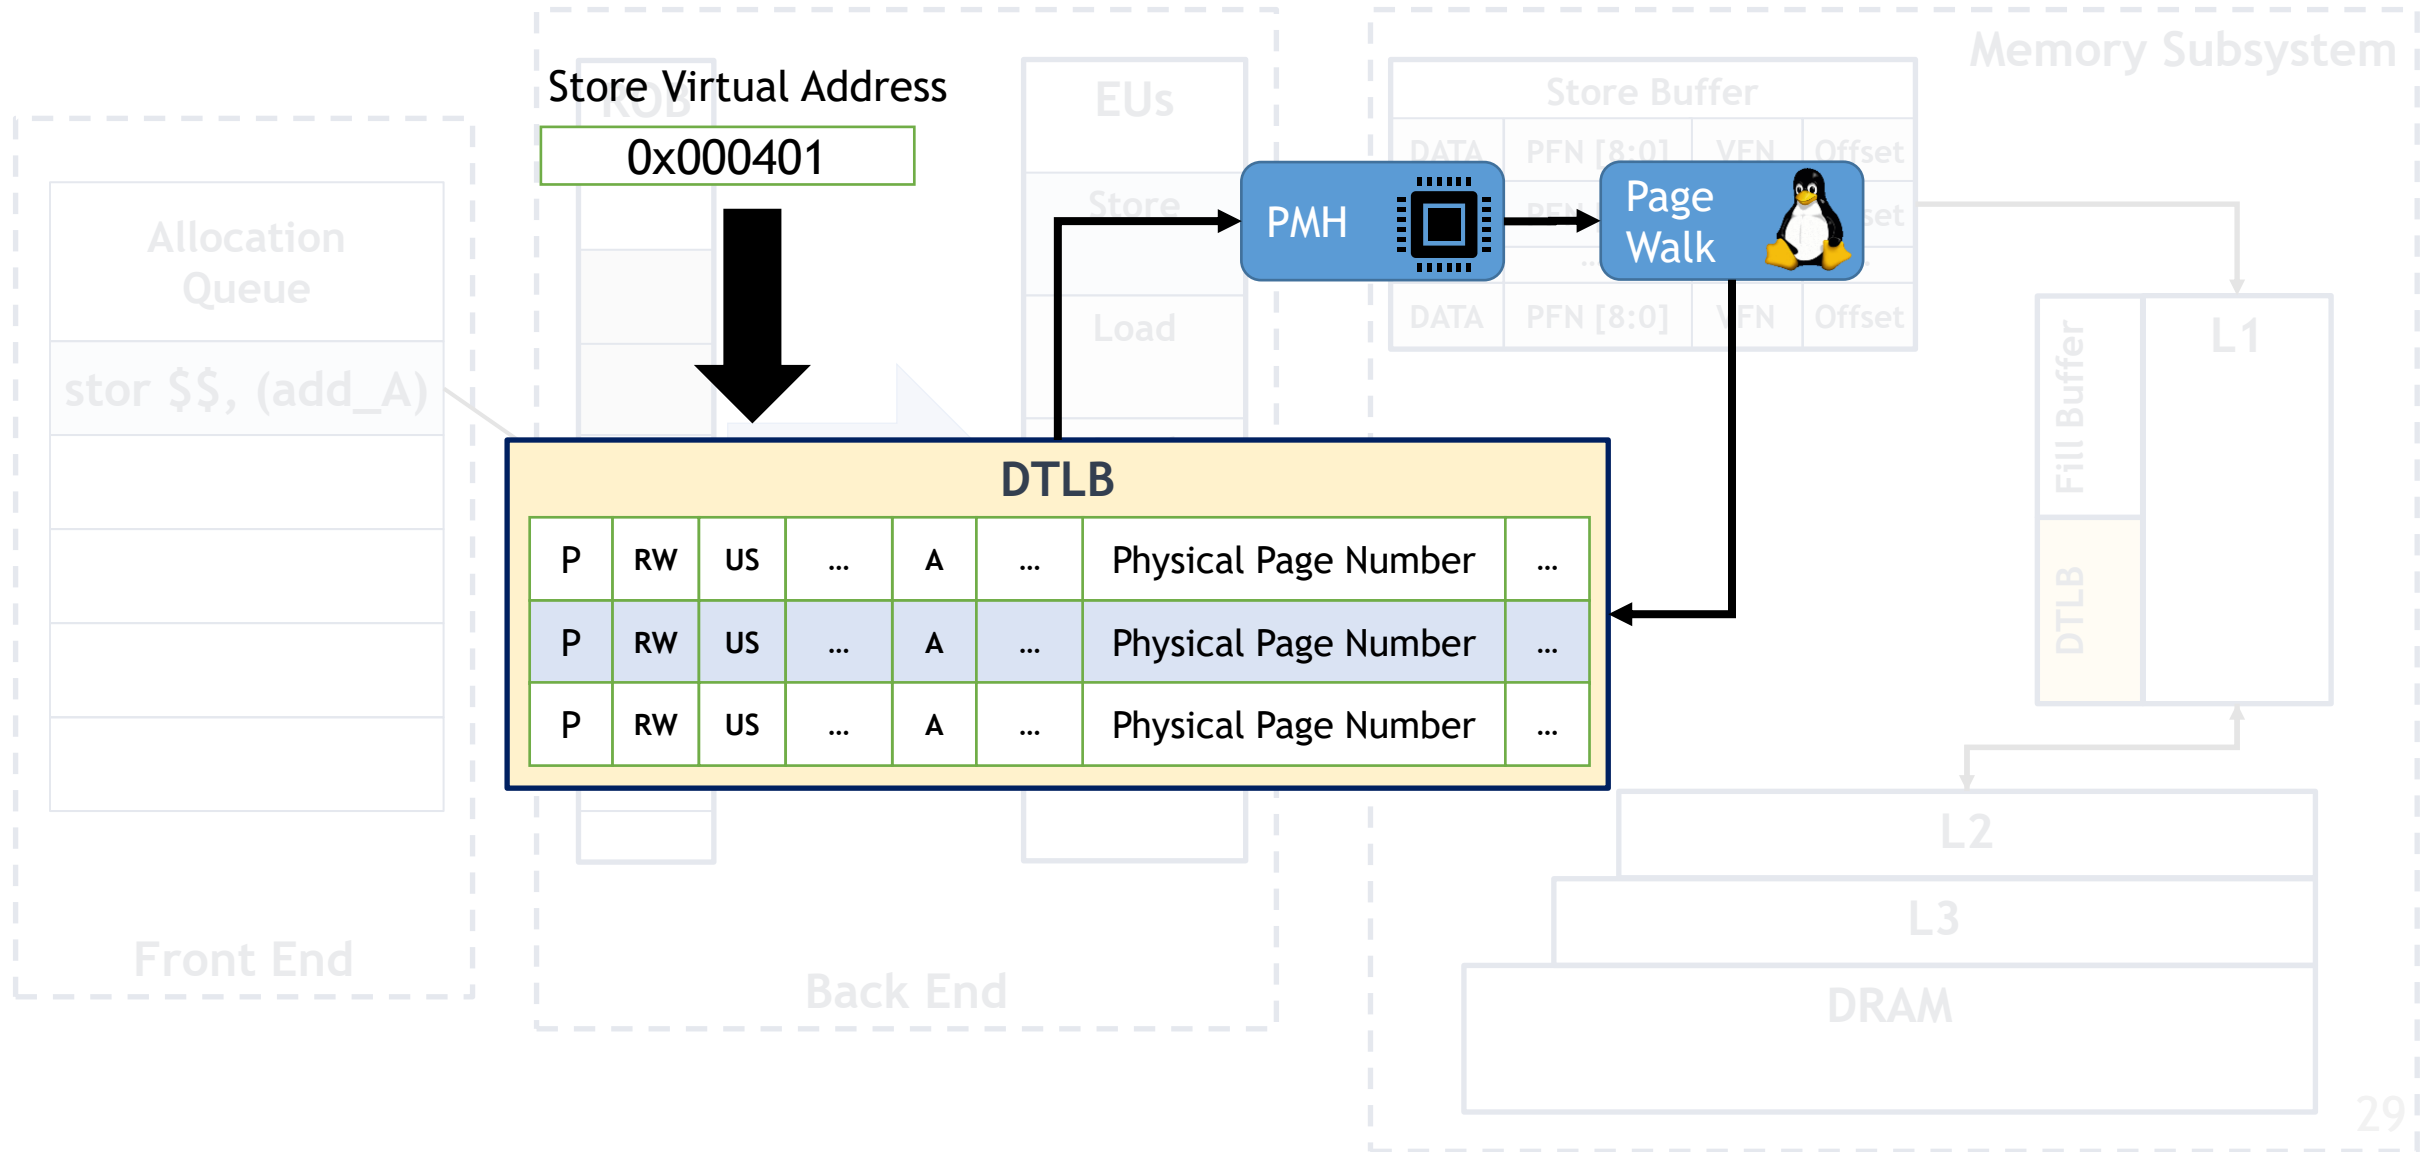 Memory Subsystem
Store Virtual Address
ROB
0x000401
EUs
Store
Load
Store Buffer
DATA PFN [8:0] VFN Offset
DATA PFN [8:0] VFN Offset
PMH
Page
Walk
Allocation
Queue
stor $$, (add_A)
DTLB
P RW US ... A ... Physical Page Number ...
P RW US ... A ... Physical Page Number ...
P RW US ... A ... Physical Page Number ...
Fill Buffer
L1
DTLB
L2
L3
DRAM
Front End
Back End
29